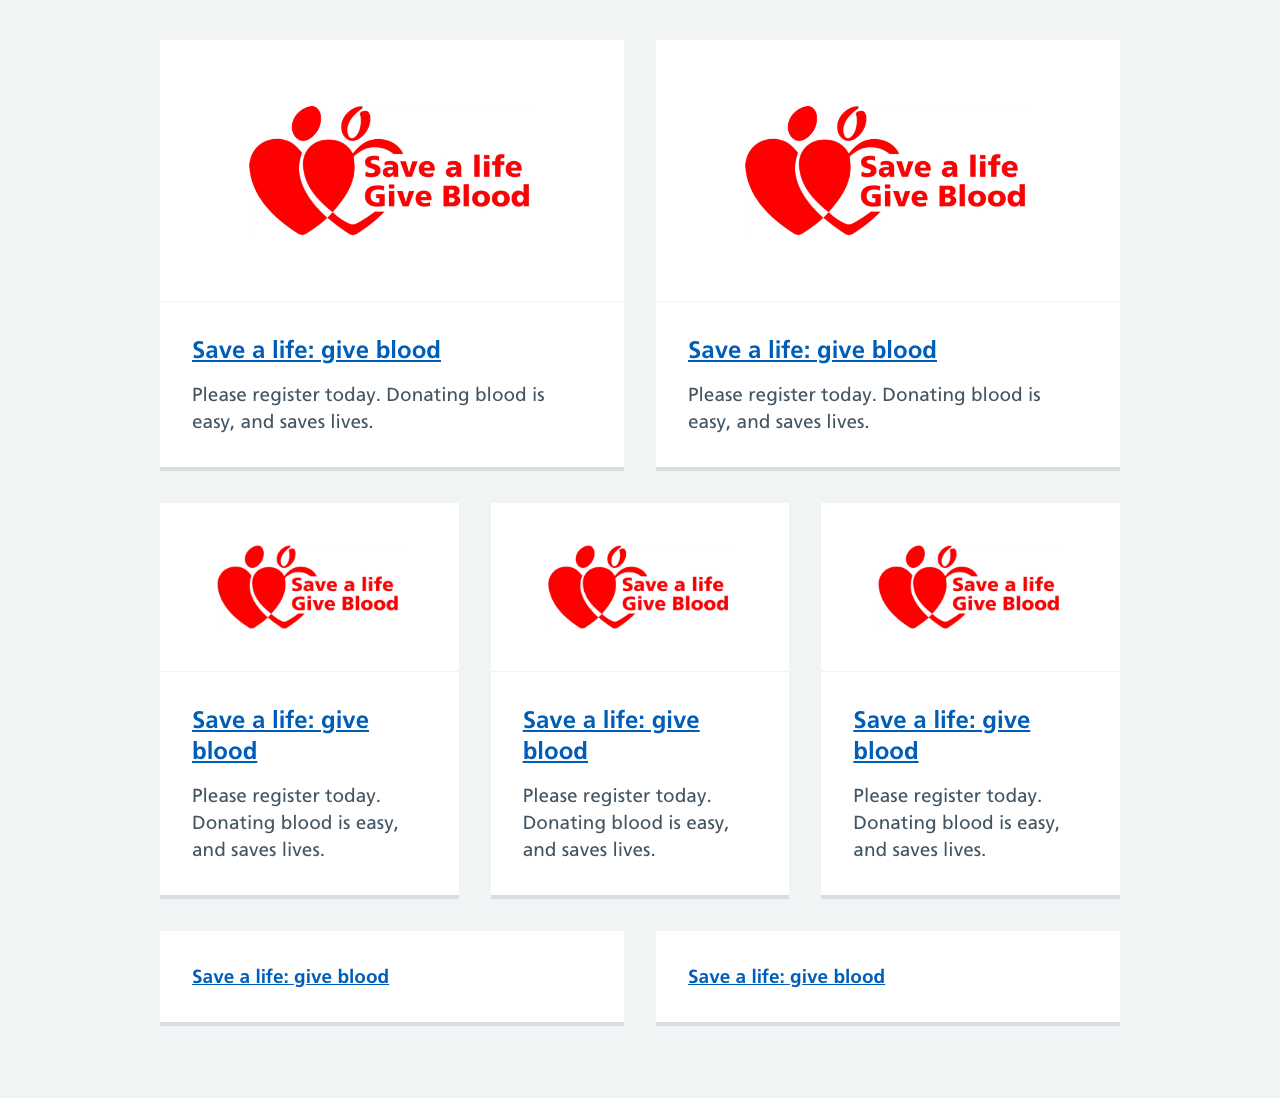 Save a life
Give Blood
Save a life: give blood
Please register today. Donating blood is
easy, and saves lives.
Save a life
Give Blood
Save a life: give blood
Please register today. Donating blood is
easy, and saves lives.
Save a life
Give Blood
Save a life: give
blood
Please register today.
Donating blood is easy,
and saves lives.
Save a life
Give Blood
Save a life: give
blood
Please register today.
Donating blood is easy,
and saves lives.
Save a life
Give Blood
Save a life: give
blood
Please register today.
Donating blood is easy,
and saves lives.
Save a life: give blood
Save a life: give blood